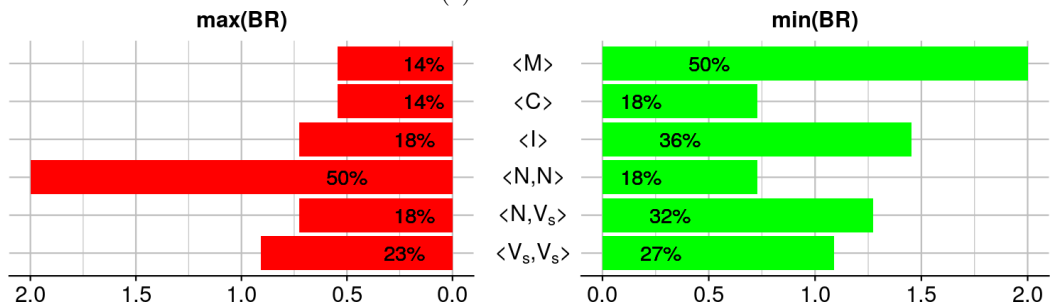 max(BR) min(BR)
14% <M> 50%
14% <C> 18%
18% <I> 36%
50% <N,N> 18%
18% <N,Vs> 32%
23% <Vs,Vs> 27%
2.0 1.5 1.0 0.5 0.0 0.0 0.5 1.0 1.5 2.0